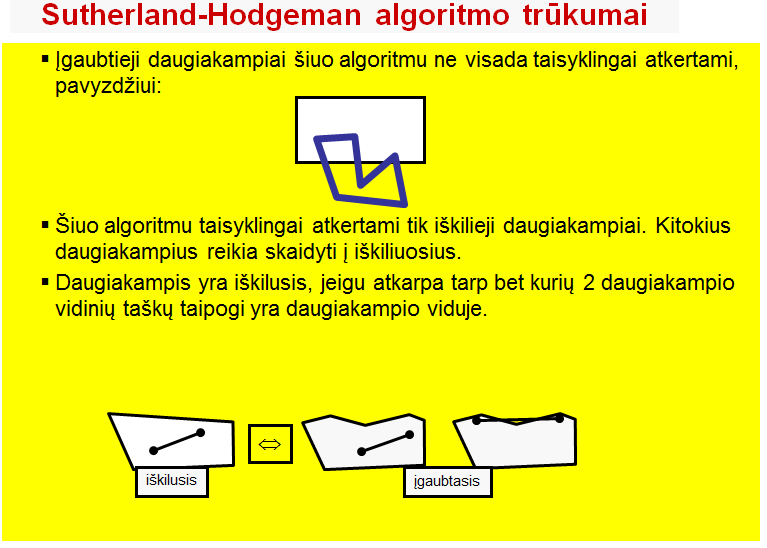 Sutherland-Hodgeman algoritmo trūkumai
▪ Įgaubtieji daugiakampiai šiuo algoritmu ne visada taisyklingai atkertami,
pavyzdžiui:
▪ Šiuo algoritmu taisyklingai atkertami tik iškilieji daugiakampiai. Kitokius
daugiakampius reikia skaidyti į iškiliuosius.
▪ Daugiakampis yra iškilusis, jeigu atkarpa tarp bet kurių 2 daugiakampio
vidinių taškų taipogi yra daugiakampio viduje.
⇔
iškilusis
įgaubtasis